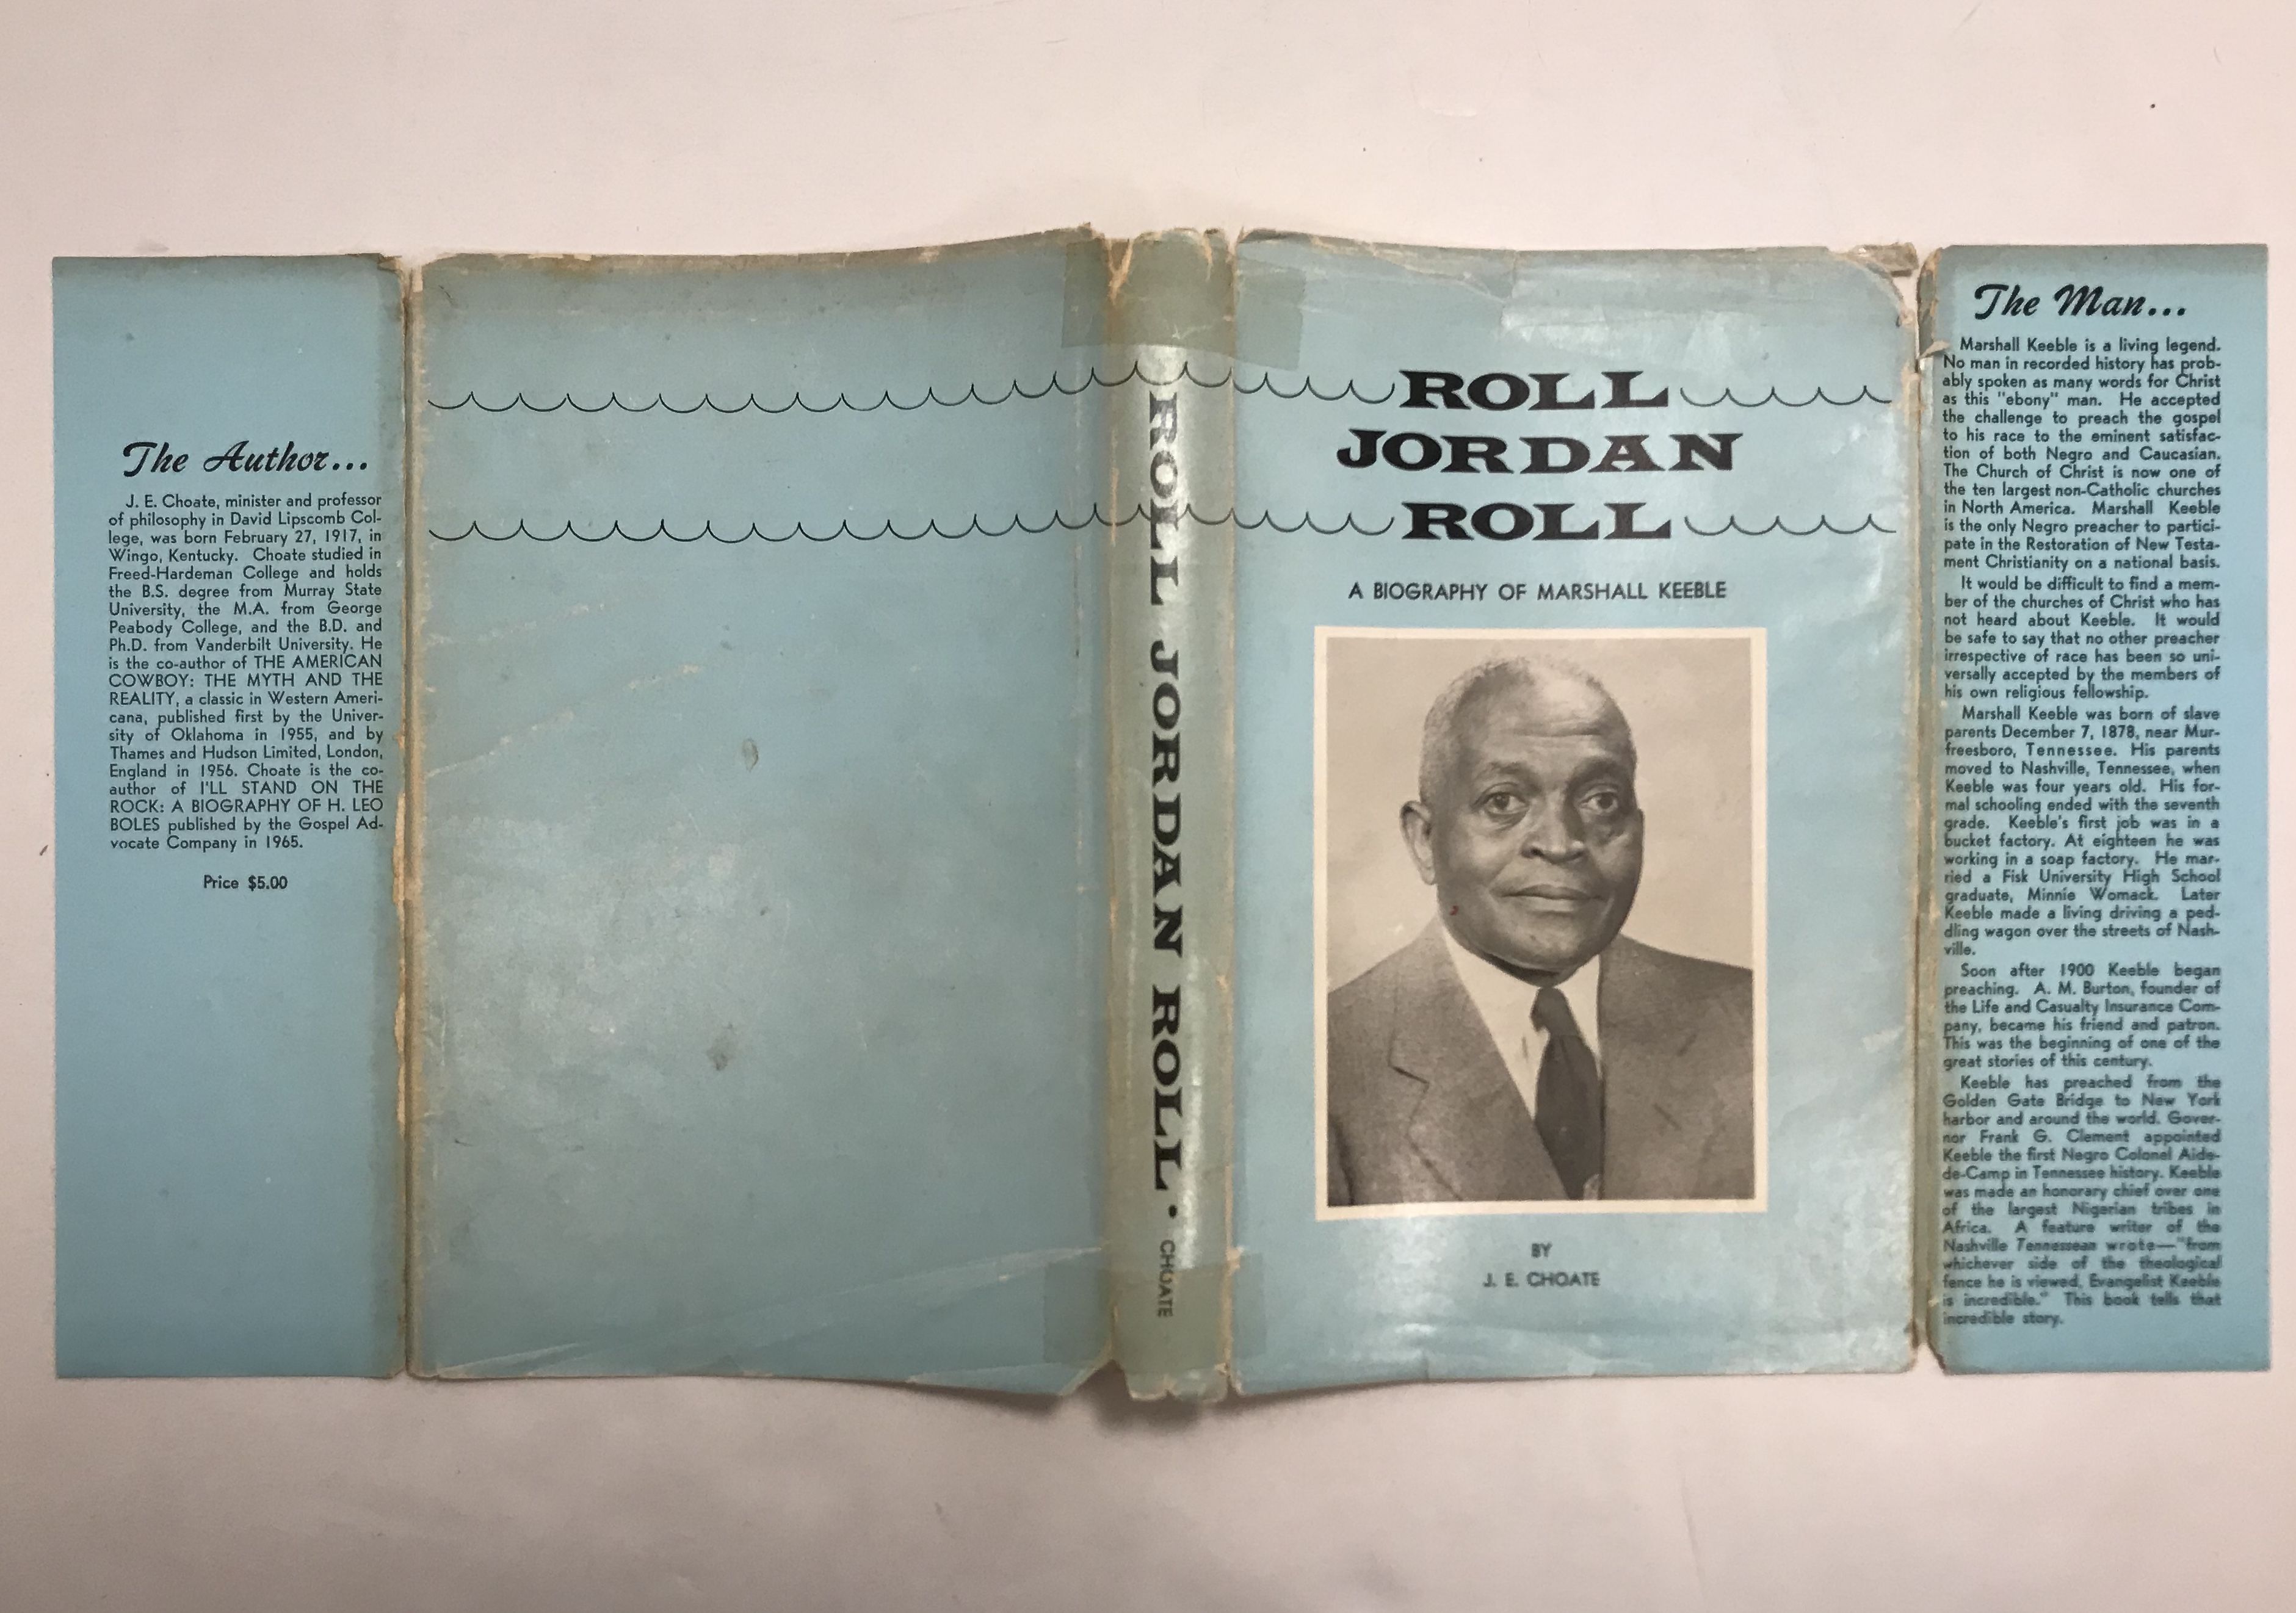 The Author...
J. E. Choate, minister and professor
of philosophy in David Lipscomb Col-
lege, was born February 27, 1917, in
Wingo, Kentucky. Choate studied in
Freed-Hardeman College and holds
the B.S. degree from Murray State
University, the M.A. from George
Peabody College, and the B.D. and
Ph.D. from Vanderbilt University. He
is the co-author of THE AMERICAN
COWBOY: THE MYTH AND THE
REALITY, a classic in Western Ameri-
cana, published first by the Univer-
sity of Oklahoma in 1955, and by
Thames and Hudson Limited, London,
England in 1956. Choate is the co-
author of I'LL STAND ON THE
ROCK: A BIOGRAPHY OF H. LEO
BOLES published by the Gospel Ad-
vocate Company in 1965.
Price $5.00
ROLL JORDAN ROLL • CHOATE
ROLL
JORDAN
ROLL
A BIOGRAPHY OF MARSHALL KEEBLE
BY
J. E. CHOATE
The Man...
Marshall Keeble is a living legend.
No man in recorded history has prob-
ably spoken as many words for Christ
as this "ebony" man. He accepted
the challenge to preach the gospel
to his race to the eminent satisfac-
tion of both Negro and Caucasian.
The Church of Christ is now one of
the ten largest non-Catholic churches
in North America. Marshall Keeble
is the only Negro preacher to partici-
pate in the Restoration of New Testa-
ment Christianity on a national basis.
It would be difficult to find a mem-
ber of the churches of Christ who has
not heard about Keeble. It would
be safe to say that no other preacher
irrespective of race has been so uni-
versally accepted by the members of
his own religious fellowship.
Marshall Keeble was born of slave
parents December 7, 1878, near Mur-
freesboro, Tennessee. His parents
moved to Nashville, Tennessee, when
Keeble was four years old. His for-
mal schooling ended with the seventh
grade. Keeble's first job was in a
bucket factory. At eighteen he was
working in a soap factory. He mar-
ried a Fisk University High School
graduate, Minnie Womack. Later
Keeble made a living driving a ped-
dling wagon over the streets of Nash-
ville.
Soon after 1900 Keeble began
preaching. A. M. Burton, founder of
the Life and Casualty Insurance Com-
pany, became his friend and patron.
This was the beginning of one of the
great stories of this century.
Keeble has preached from the
Golden Gate Bridge to New York
harbor and around the world. Gover-
nor Frank G. Clement appointed
Keeble the first Negro Colonel Aide-
de-Camp in Tennessee history. Keeble
was made an honorary chief over one
of the largest Nigerian tribes in
Africa. A feature writer of the
Nashville Tennessean wrote—"from
whichever side of the theological
fence he is viewed, Evangelist Keeble
is incredible." This book tells that
incredible story.